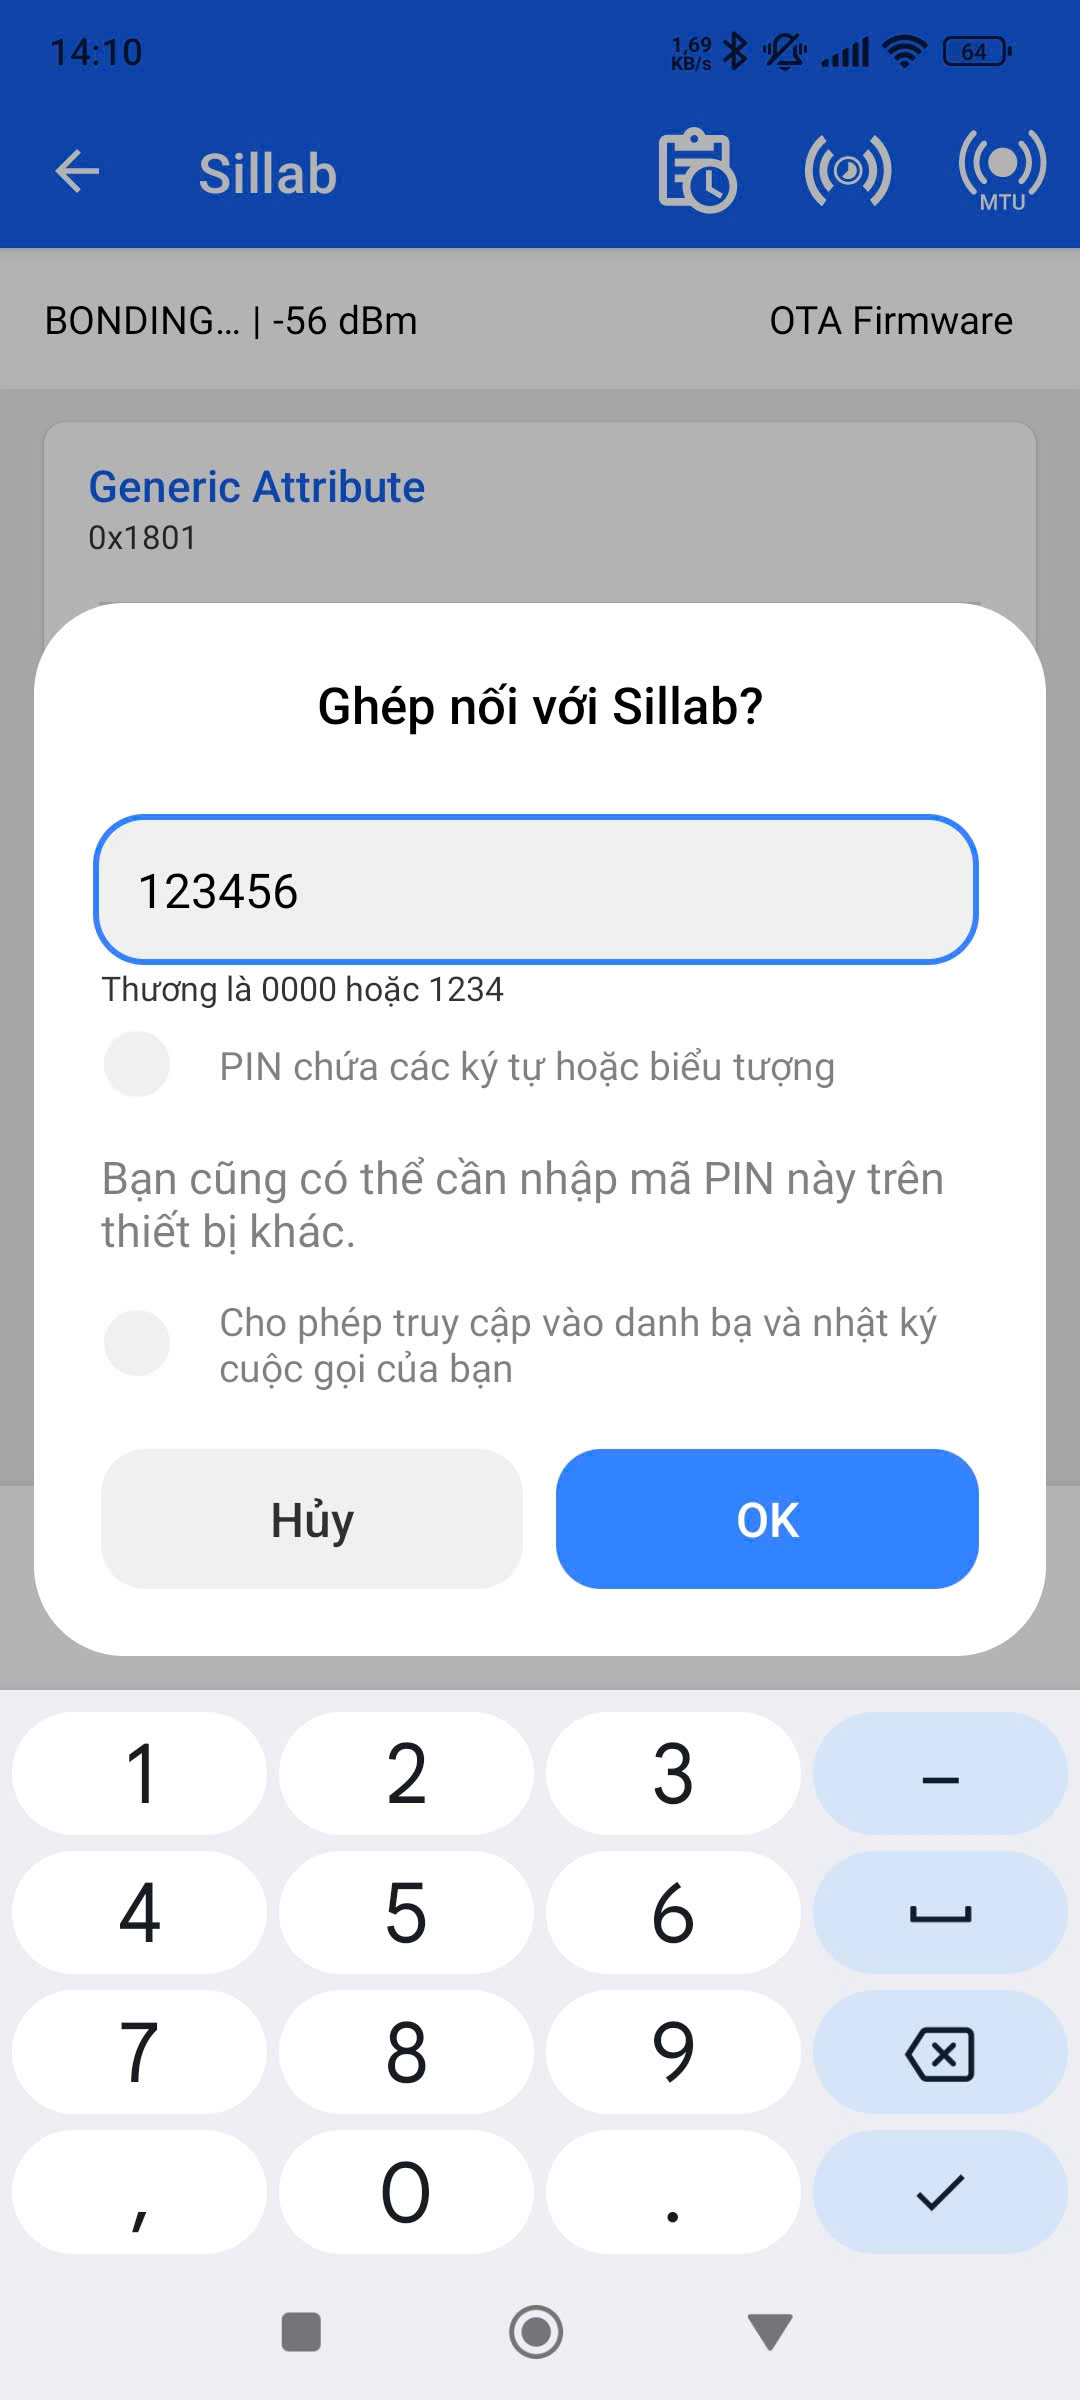 14:10
1,69
KB/s
64
Sillab
MTU
BONDING... | -56 dBm
OTA Firmware
Generic Attribute
0x1801
Ghép nối với Sillab?
123456
Thương là 0000 hoặc 1234
PIN chứa các ký tự hoặc biểu tượng
Bạn cũng có thể cần nhập mã PIN này trên
thiết bị khác.
Cho phép truy cập vào danh bạ và nhật ký
cuộc gọi của bạn
Hủy
OK
1 2 3 –
4 5 6
7 8 9
, 0 .